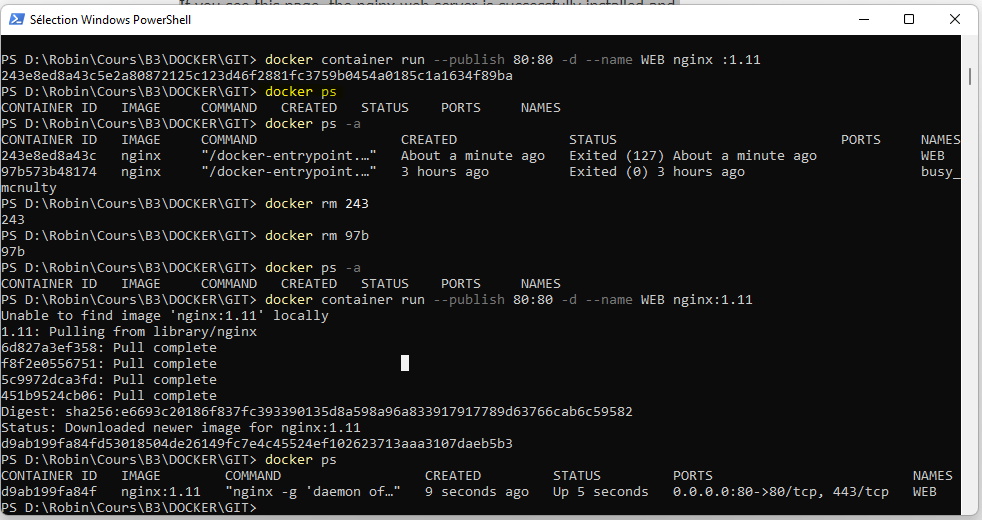 If you see this page, the nginx web server is successfully installed and
Sélection Windows PowerShell
PS D:\Robin\Cours\B3\DOCKER\GIT> docker container run --publish 80:80 -d --name WEB nginx :1.11
243e8ed8a43c5e2a80872125c123d46f2881fc3759b0454a0185c1a1634f89ba
PS D:\Robin\Cours\B3\DOCKER\GIT> docker ps
CONTAINER ID   IMAGE     COMMAND   CREATED   STATUS    PORTS     NAMES
PS D:\Robin\Cours\B3\DOCKER\GIT> docker ps -a
CONTAINER ID   IMAGE     COMMAND                  CREATED              STATUS                            PORTS     NAMES
243e8ed8a43c   nginx     "/docker-entrypoint.…"   About a minute ago   Exited (127) About a minute ago             WEB
97b573b48174   nginx     "/docker-entrypoint.…"   3 hours ago          Exited (0) 3 hours ago                      busy_
mcnulty
PS D:\Robin\Cours\B3\DOCKER\GIT> docker rm 243
243
PS D:\Robin\Cours\B3\DOCKER\GIT> docker rm 97b
97b
PS D:\Robin\Cours\B3\DOCKER\GIT> docker ps -a
CONTAINER ID   IMAGE     COMMAND   CREATED   STATUS    PORTS     NAMES
PS D:\Robin\Cours\B3\DOCKER\GIT> docker container run --publish 80:80 -d --name WEB nginx:1.11
Unable to find image 'nginx:1.11' locally
1.11: Pulling from library/nginx
6d827a3ef358: Pull complete
f8f2e0556751: Pull complete
5c9972dca3fd: Pull complete
451b9524cb06: Pull complete
Digest: sha256:e6693c20186f837fc393390135d8a598a96a833917917789d63766cab6c59582
Status: Downloaded newer image for nginx:1.11
d9ab199fa84fd53018504de26149fc7e4c45524ef102623713aaa3107daeb5b3
PS D:\Robin\Cours\B3\DOCKER\GIT> docker ps
CONTAINER ID   IMAGE        COMMAND                  CREATED         STATUS         PORTS                         NAMES
d9ab199fa84f   nginx:1.11   "nginx -g 'daemon of…"   9 seconds ago   Up 5 seconds   0.0.0.0:80->80/tcp, 443/tcp   WEB
PS D:\Robin\Cours\B3\DOCKER\GIT>